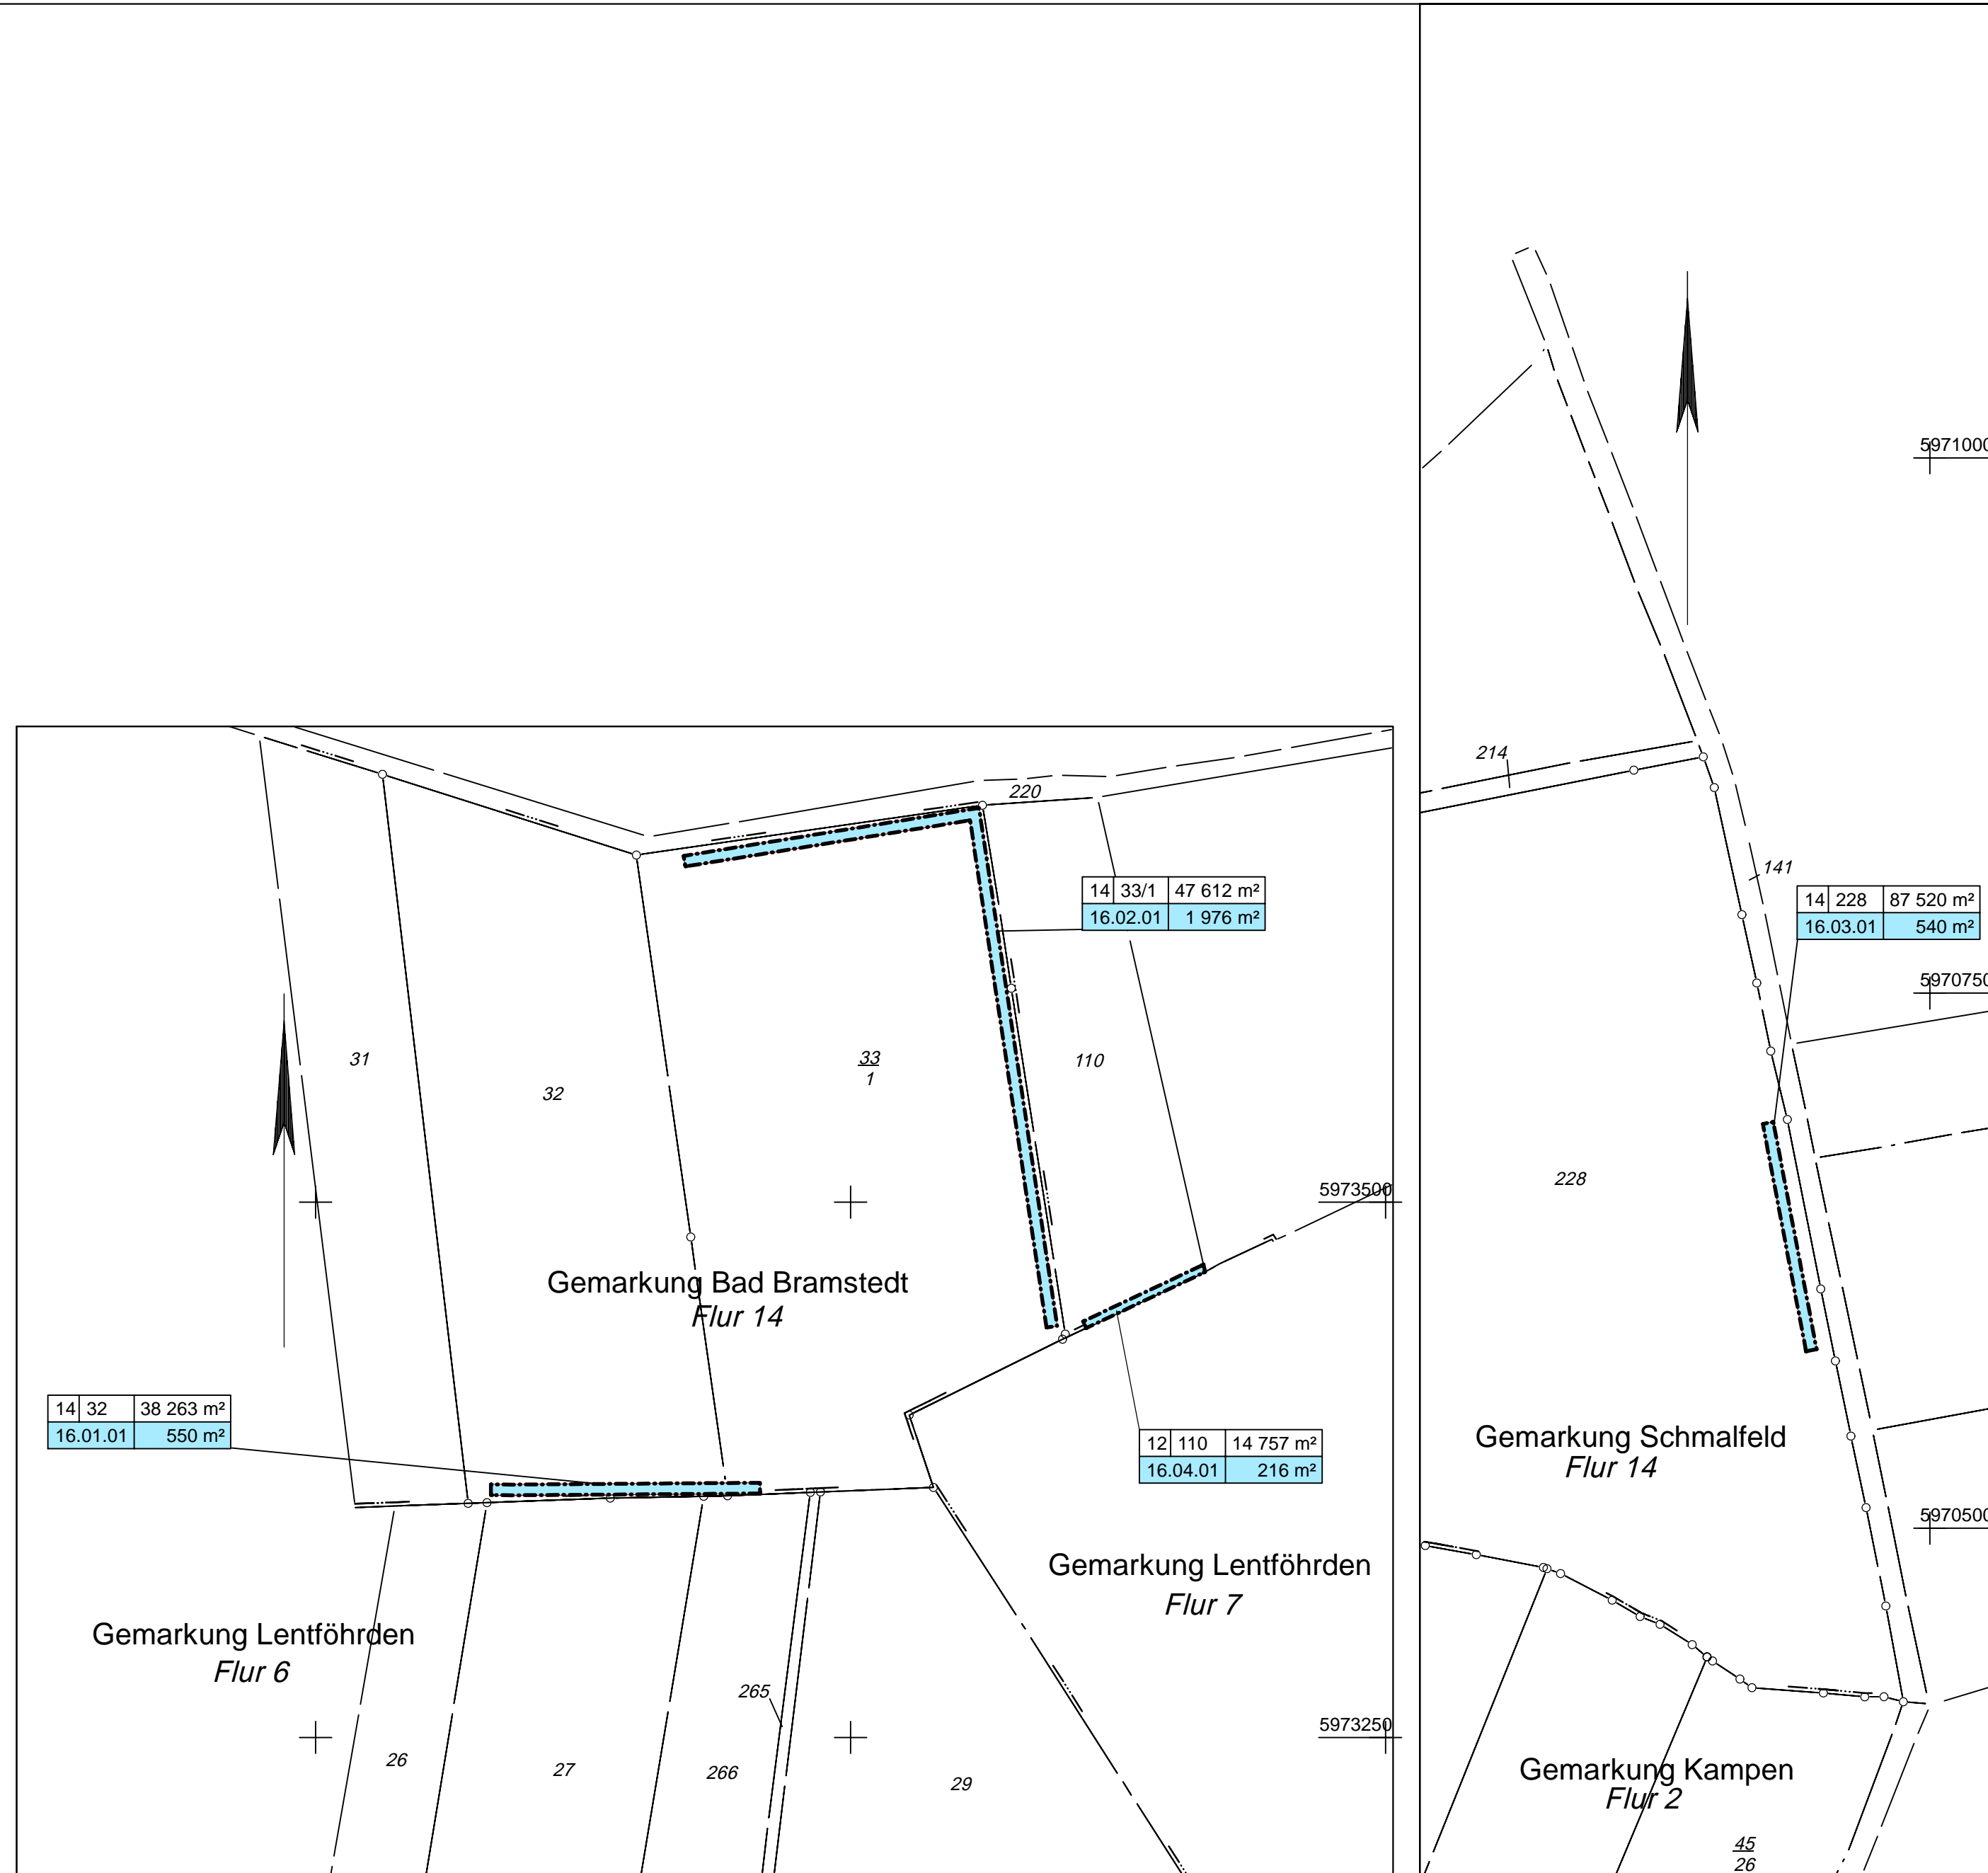 5971000
214
220
141
14 33/1 47 612 m²
16.02.01 1 976 m²
14 228 87 520 m²
16.03.01 540 m²
5970750
31
32
33
1
110
228
5973500
Gemarkung Bad Bramstedt
Flur 14
14 32 38 263 m²
16.01.01 550 m²
12 110 14 757 m²
16.04.01 216 m²
Gemarkung Schmalfeld
Flur 14
5970500
Gemarkung Lentföhrden
Flur 7
Gemarkung Lentföhrden
Flur 6
265
5973250
26
27
266
29
Gemarkung Kampen
Flur 2
45
26